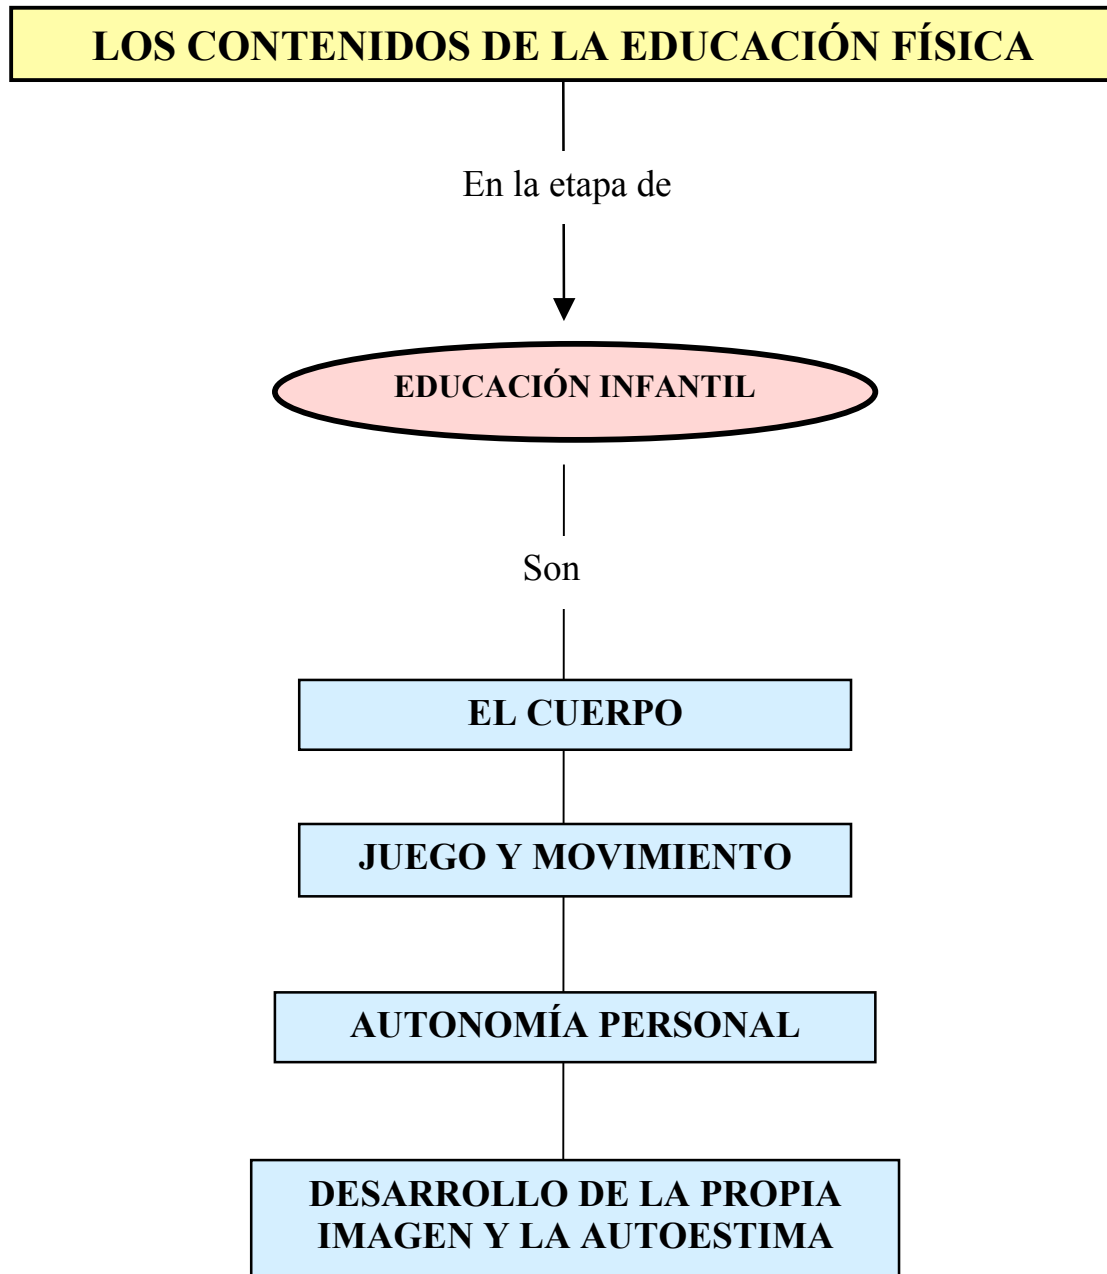 LOS CONTENIDOS DE LA EDUCACIÓN FÍSICA
En la etapa de
EDUCACIÓN INFANTIL
Son
EL CUERPO
JUEGO Y MOVIMIENTO
AUTONOMÍA PERSONAL
DESARROLLO DE LA PROPIA
IMAGEN Y LA AUTOESTIMA